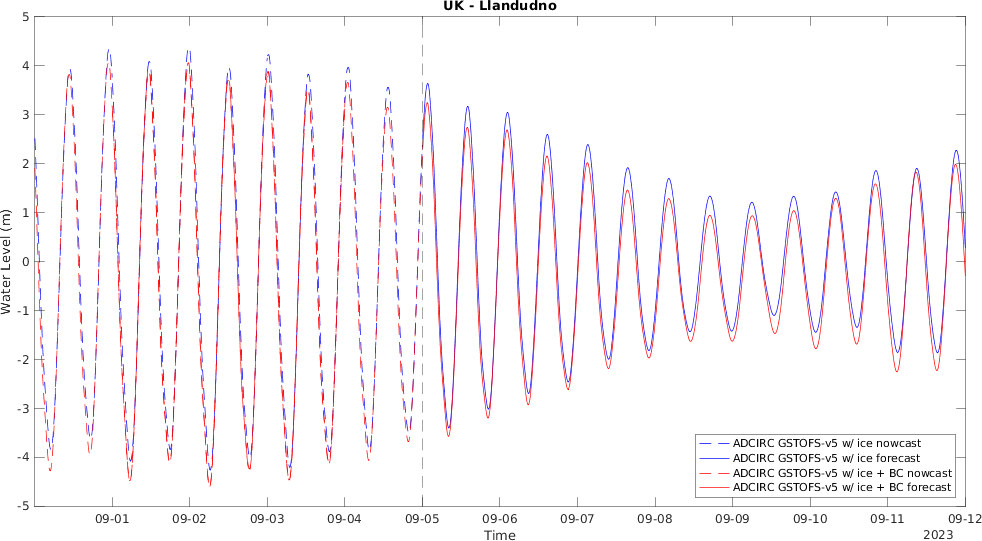 UK - Llandudno
5
4
3
2
1
0
-1
-2
-3
-4
-5
Water Level (m)
09-01 09-02 09-03 09-04 09-05 09-06 09-07 09-08 09-09 09-10 09-11 09-12
Time
2023
ADCIRC GSTOFS-v5 w/ ice nowcast
ADCIRC GSTOFS-v5 w/ ice forecast
ADCIRC GSTOFS-v5 w/ ice + BC nowcast
ADCIRC GSTOFS-v5 w/ ice + BC forecast